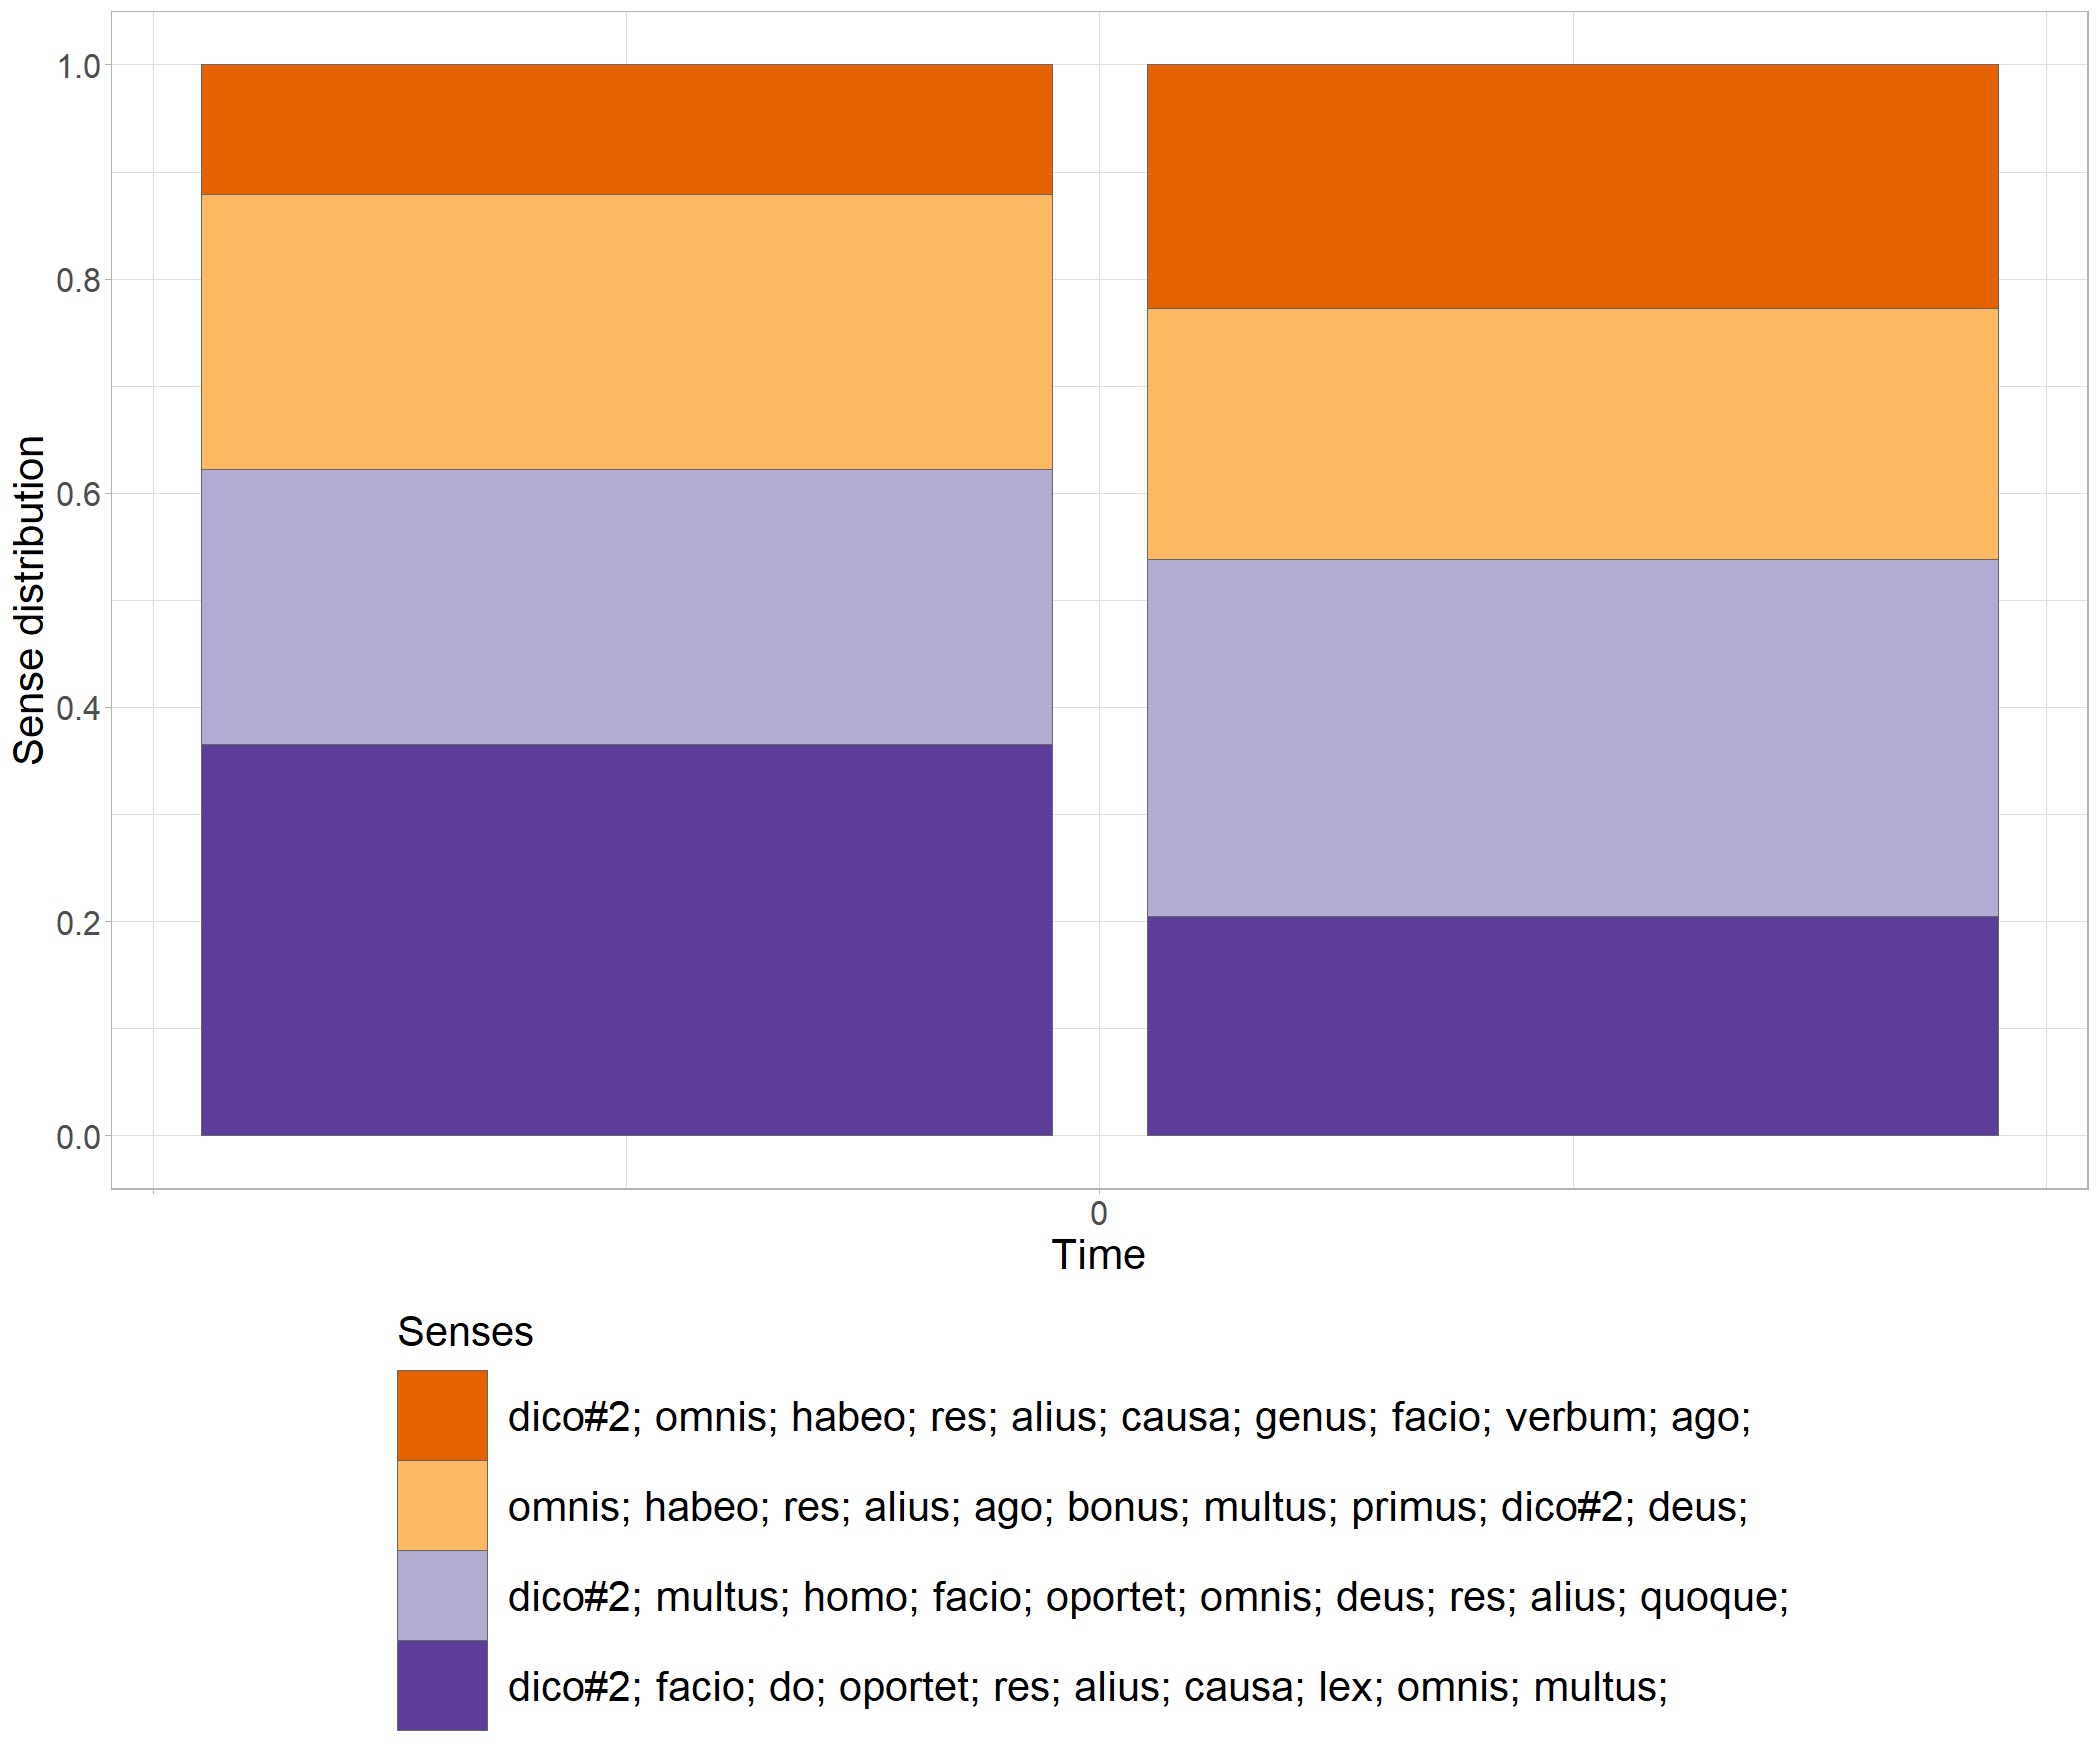 1.0
0.8
0.6
0.4
0.2
0.0
Sense distribution
0
Time
Senses
dico#2; omnis; habeo; res; alius; causa; genus; facio; verbum; ago;
omnis; habeo; res; alius; ago; bonus; multus; primus; dico#2; deus;
dico#2; multus; homo; facio; oportet; omnis; deus; res; alius; quoque;
dico#2; facio; do; oportet; res; alius; causa; lex; omnis; multus;